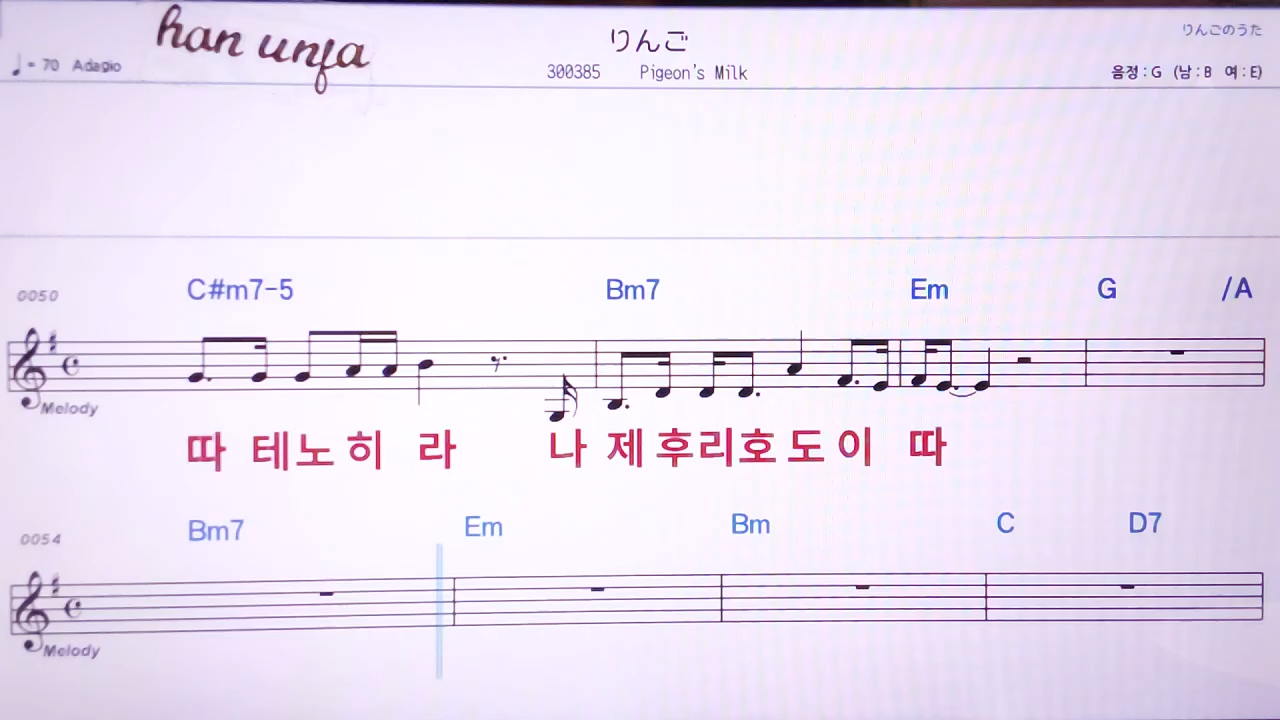 han unfa
りんご
りんごのうた
♩= 70 Adagio
300385 Pigeon's Milk
음정:G (남:B 여:E)
0050 C#m7-5 Bm7 Em G /A
Melody
따 테노히 라 나 제 후리호 도 이 따
0054 Bm7 Em Bm C D7
Melody